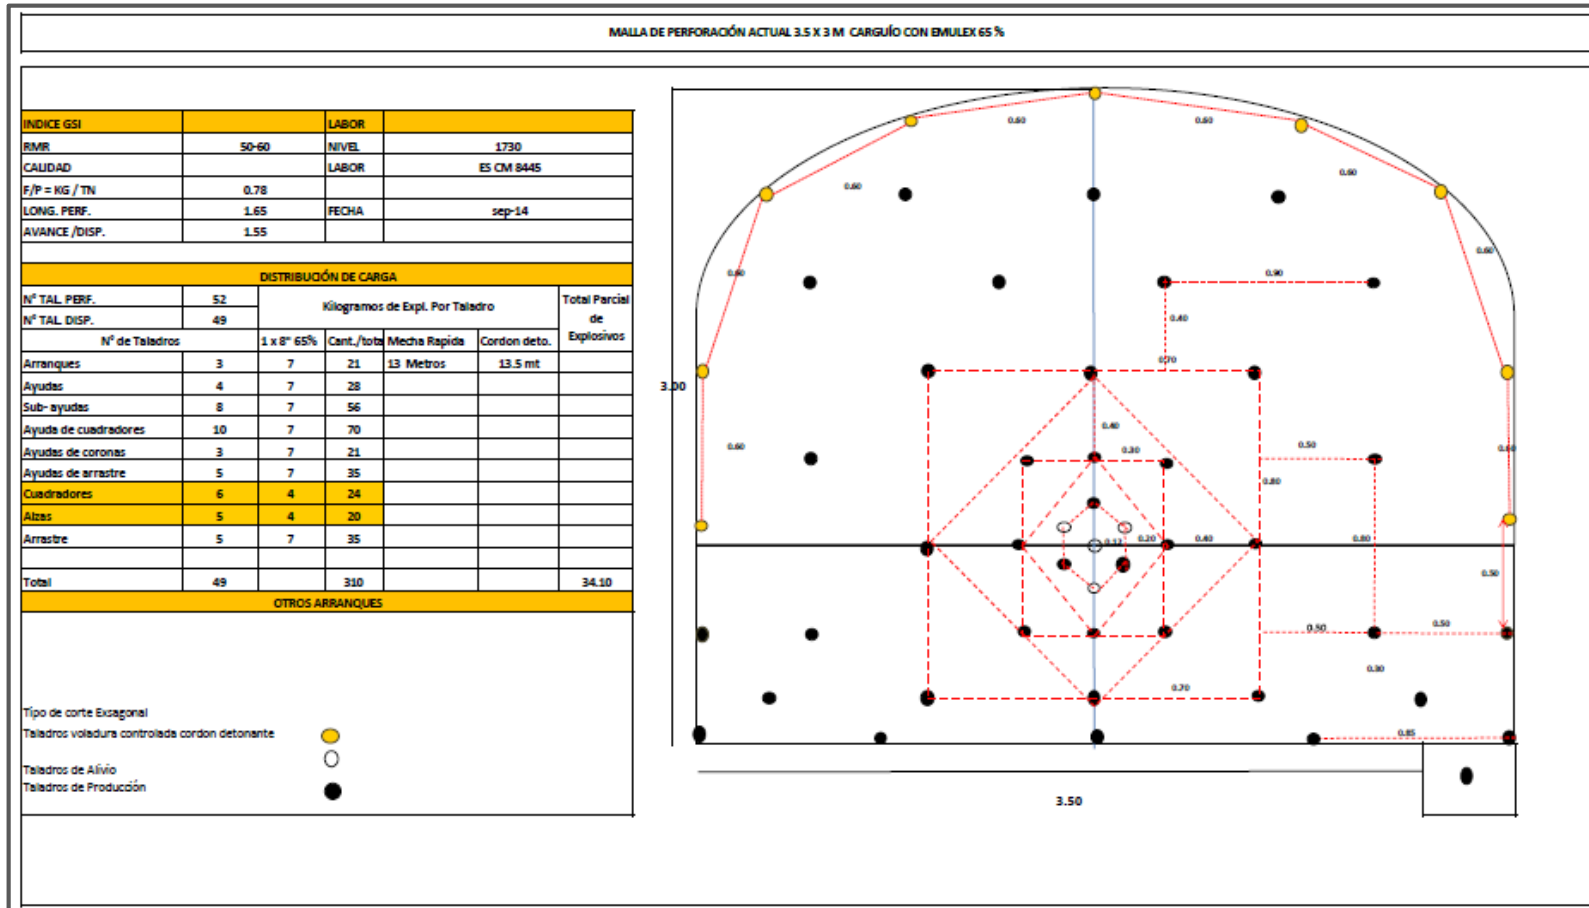 MALLA DE PERFORACIÓN ACTUAL 3.5 X 3 M CARGUÍO CON EMULEX 65 %
INDICE GSI LABOR
RMR 50-60 NIVEL 1730
CALIDAD LABOR ES CM 8445
F/P = KG / TN 0.78
LONG. PERF. 1.65 FECHA sep-14
AVANCE /DISP. 1.55
DISTRIBUCIÓN DE CARGA
N° TAL. PERF. 52 Kilogramos de Expl. Por Taladro Total Parcial de Explosivos
N° TAL. DISP. 49
N° de Taladros 1 x 8" 65% Cant./tota Mecha Rapida Cordon deto.
Arranques 3 7 21 13 Metros 13.5 mt
Ayudas 4 7 28
Sub- ayudas 8 7 56
Ayuda de cuadradores 10 7 70
Ayudas de coronas 3 7 21
Ayudas de arrastre 5 7 35
Cuadradores 6 4 24
Alzas 5 4 20
Arrastre 5 7 35
Total 49 310 34.10
OTROS ARRANQUES
Tipo de corte Exsagonal
Taladros voladura controlada cordon detonante
Taladros de Alivio
Taladros de Producción
0.60 0.60
0.60 0.60
0.60
0.60 0.90
0.40
0.70
3.00
0.40
0.60 0.30 0.50 0.60
0.80
0.12 0.20 0.40 0.80
0.50
0.50 0.50
0.30
0.70
0.85
3.50